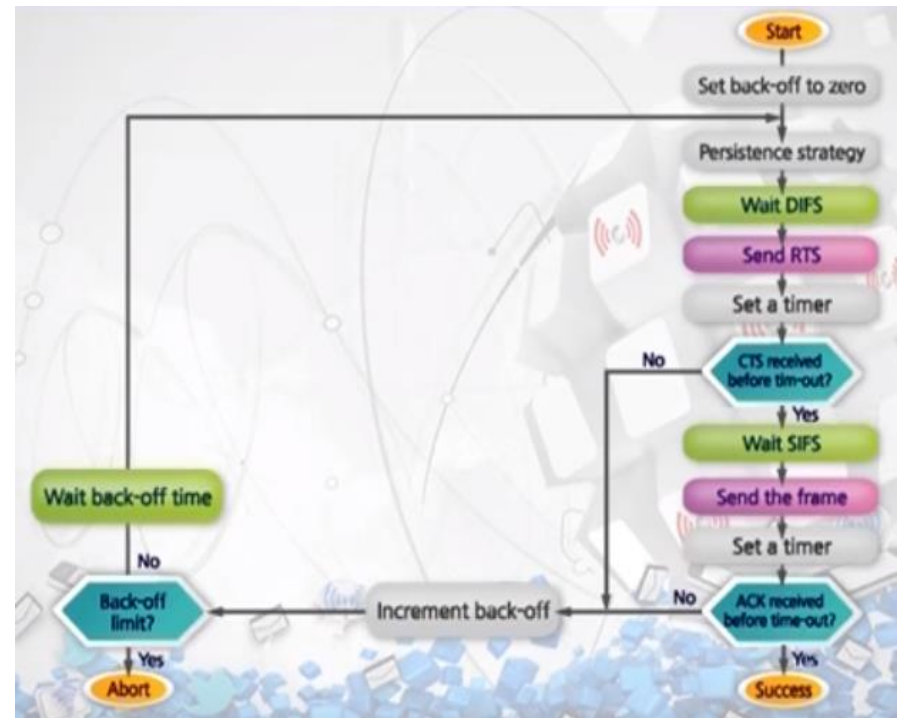 Start
Set back-off to zero
Persistence strategy
Wait DIFS
Send RTS
Set a timer
No
CTS received
before tim-out?
Yes
Wait SIFS
Send the frame
Set a timer
No
ACK received
before time-out?
Yes
Success
Increment back-off
Wait back-off time
No
Back-off
limit?
Yes
Abort